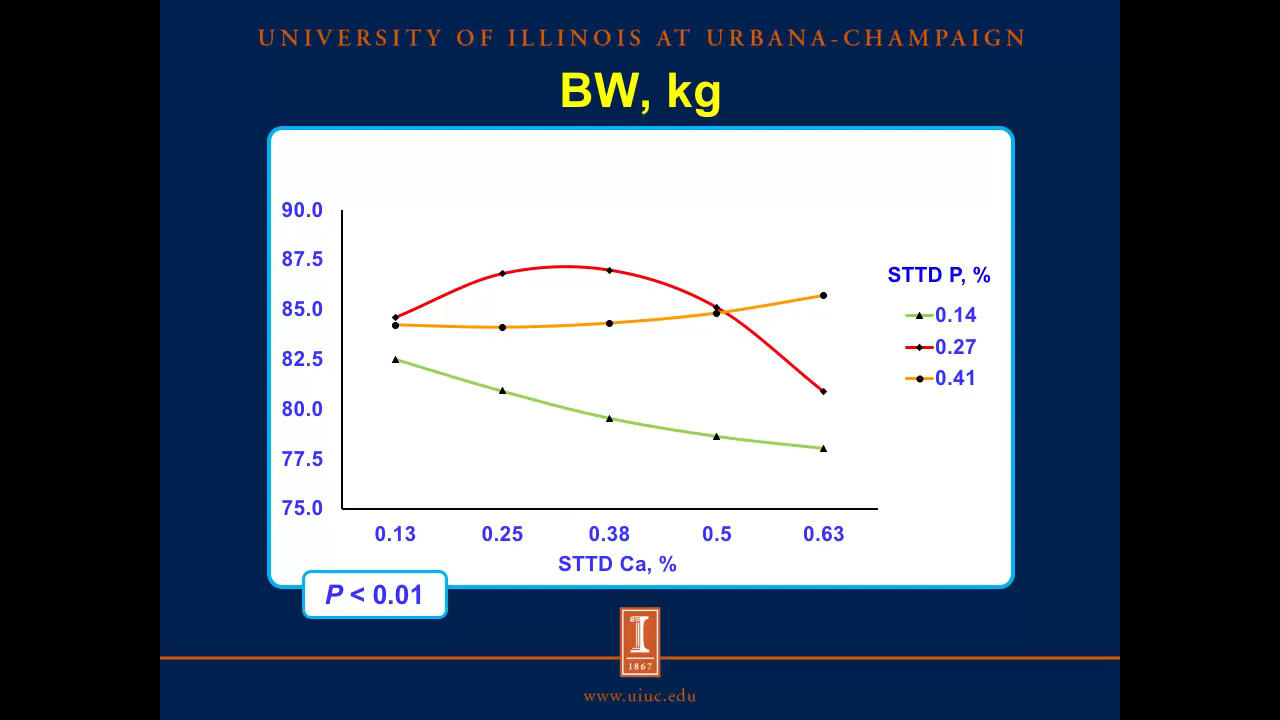 UNIVERSITY OF ILLINOIS AT URBANA-CHAMPAIGN
BW, kg
90.0
87.5
85.0
82.5
80.0
77.5
75.0
0.13 0.25 0.38 0.5 0.63
STTD Ca, %
STTD P, %
0.14
0.27
0.41
P < 0.01
I
1867
www.uiuc.edu